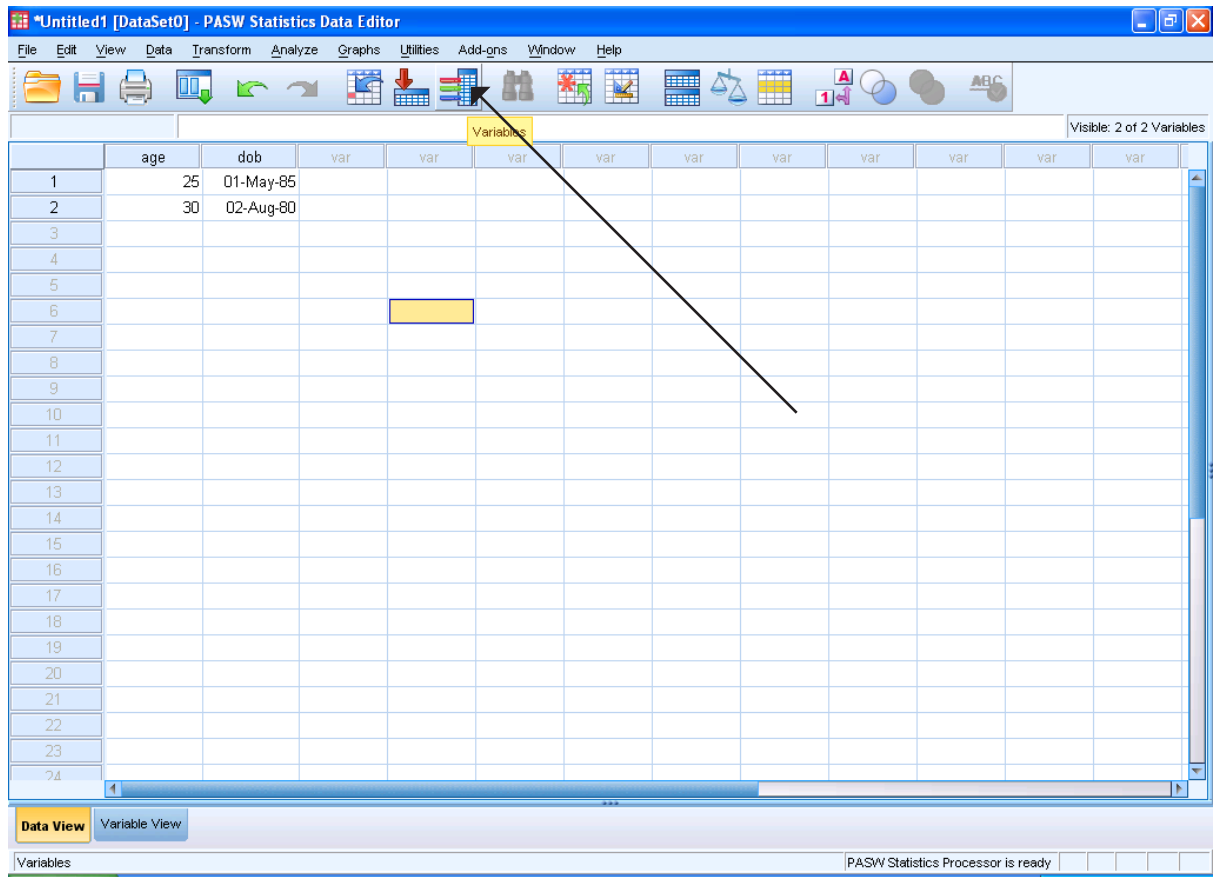 *Untitled1 [DataSet0] - PASW Statistics Data Editor
File Edit View Data Transform Analyze Graphs Utilities Add-ons Window Help
A
1
ABC
Variables
Visible: 2 of 2 Variables
age dob var var var var var var var var var var
1 25 01-May-85
2 30 02-Aug-80
3
4
5
6
7
8
9
10
11
12
13
14
15
16
17
18
19
20
21
22
23
24
Data View Variable View
Variables PASW Statistics Processor is ready